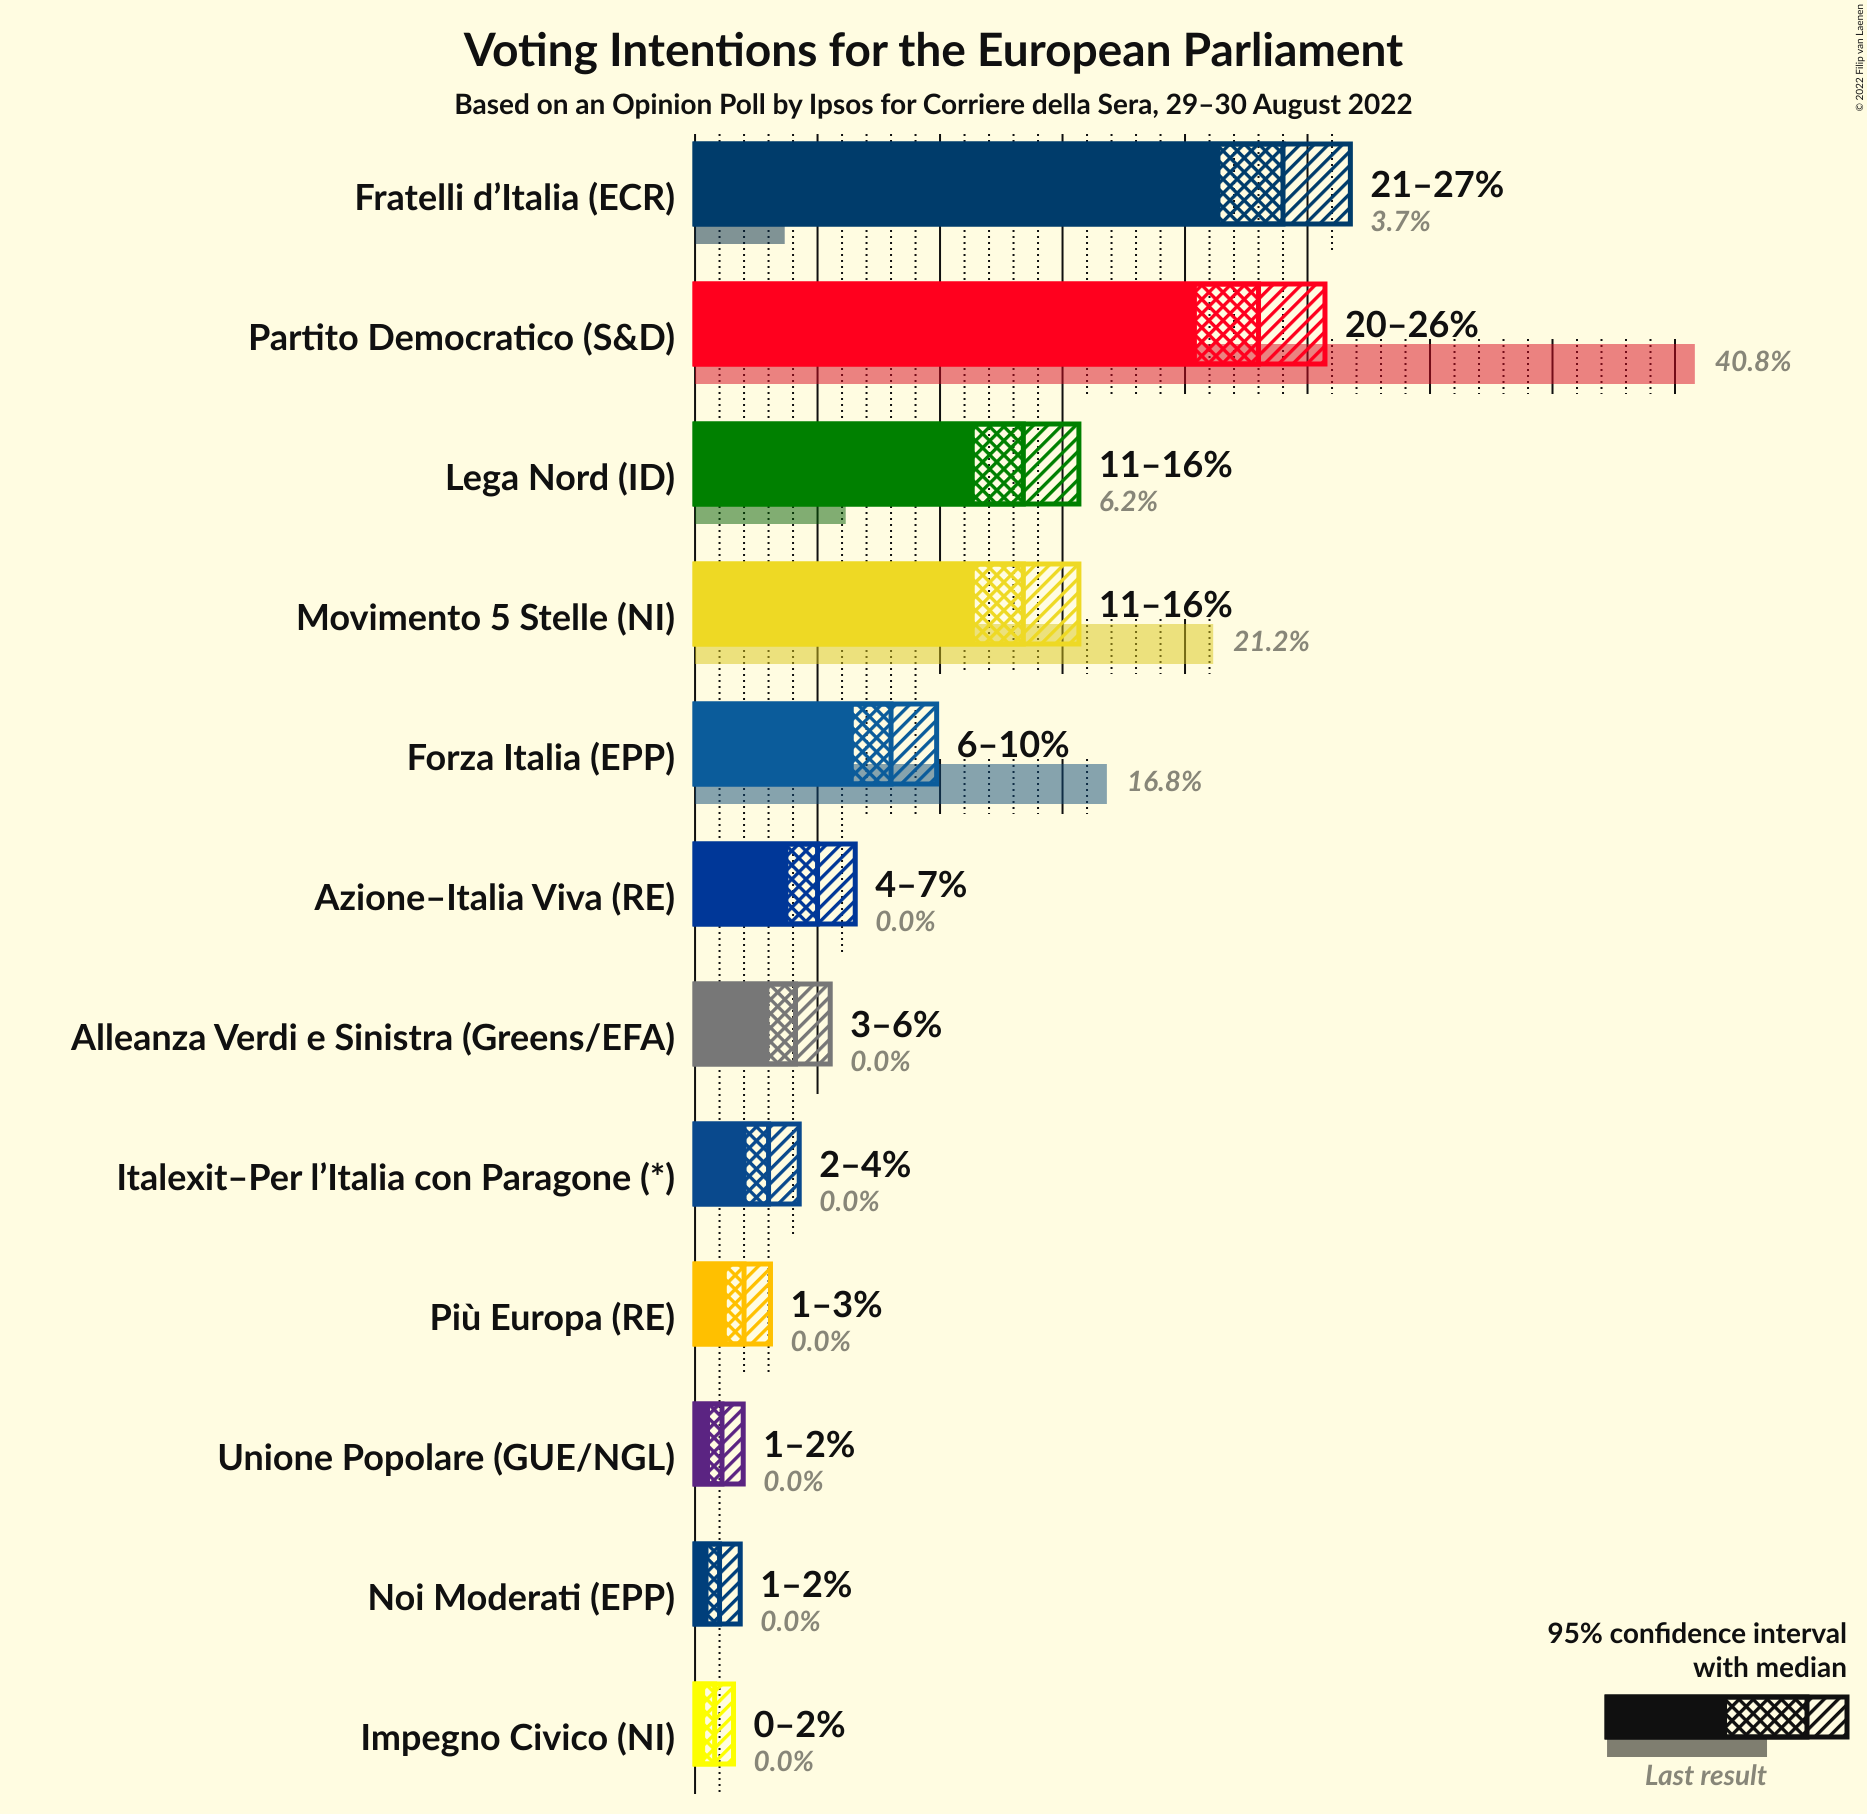 Voting Intentions for the European Parliament
Based on an Opinion Poll by Ipsos for Corriere della Sera, 29–30 August 2022
© 2022 Filip van Laenen
Fratelli d’Italia (ECR)
21–27%
3.7%
Partito Democratico (S&D)
20–26%
40.8%
Lega Nord (ID)
11–16%
6.2%
Movimento 5 Stelle (NI)
11–16%
21.2%
Forza Italia (EPP)
6–10%
16.8%
Azione–Italia Viva (RE)
4–7%
0.0%
Alleanza Verdi e Sinistra (Greens/EFA)
3–6%
0.0%
Italexit–Per l’Italia con Paragone (*)
2–4%
0.0%
Più Europa (RE)
1–3%
0.0%
Unione Popolare (GUE/NGL)
1–2%
0.0%
Noi Moderati (EPP)
1–2%
0.0%
Impegno Civico (NI)
0–2%
0.0%
95% confidence interval
with median
Last result